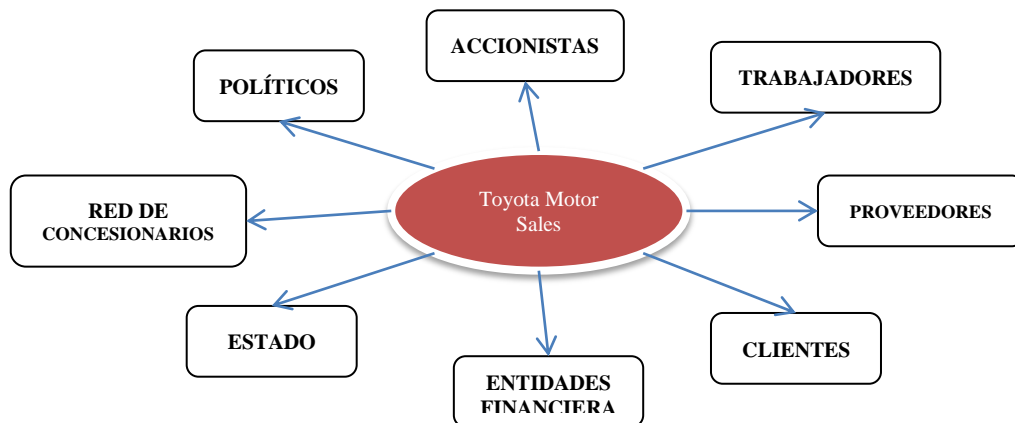 ACCIONISTAS
POLÍTICOS
TRABAJADORES
Toyota Motor
Sales
RED DE
CONCESIONARIOS
PROVEEDORES
ESTADO
CLIENTES
ENTIDADES
FINANCIERA